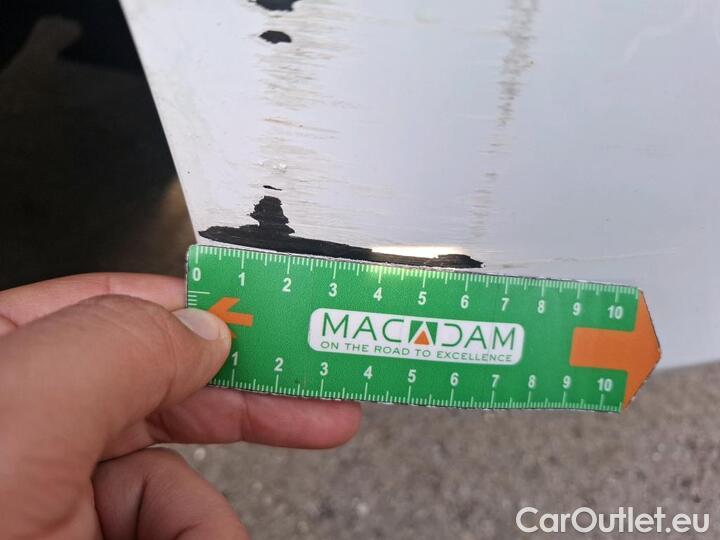 0 1 2 3 4 5 6 7 8 9 10
MACADAM
ON THE ROAD TO EXCELLENCE
1 2 3 4 5 6 7 8 9 10
CarOutlet.eu